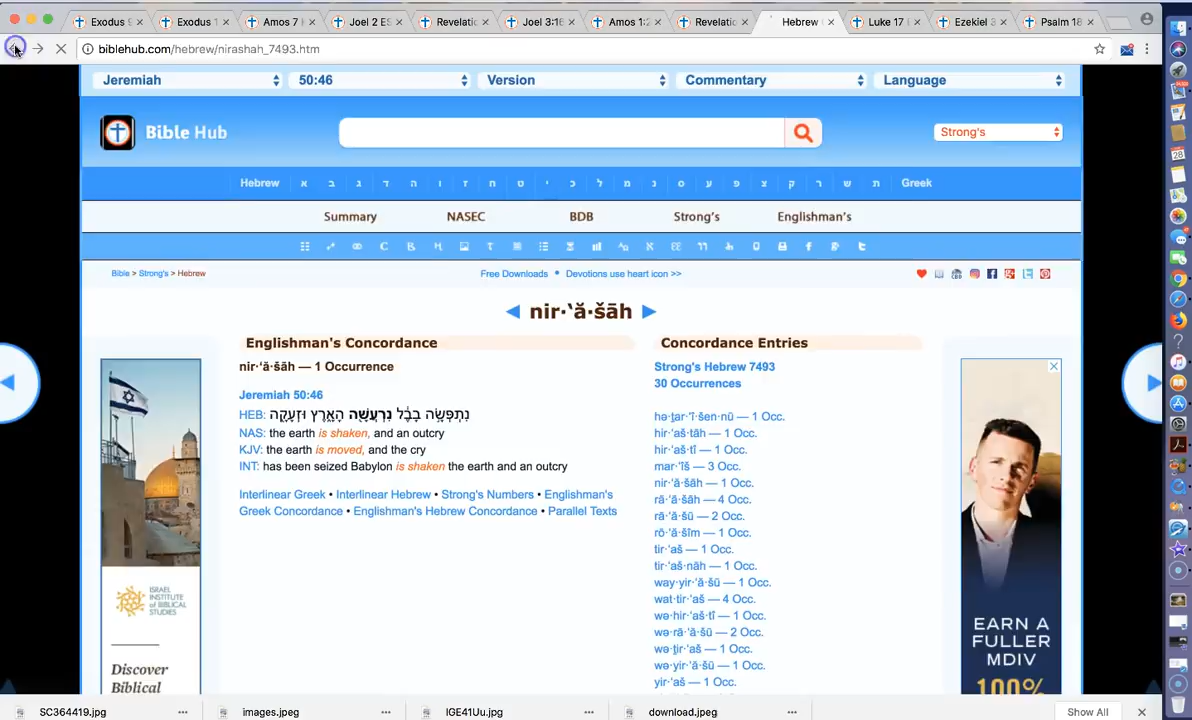 Exodus 9
Exodus 1
Amos 7
Joel 2 ES
Revelatio
Joel 3:16
Amos 1:2
Revelatio
Hebrew
Luke 17
Ezekiel 3
Psalm 18
biblehub.com/hebrew/nirashah_7493.htm
Jeremiah 50:46 Version Commentary Language
Bible Hub
Strong's
Hebrew א ב ג ד ה ו ז ח ט י כ ל מ נ ס ע פ צ ק ר ש ת Greek
Summary NASEC BDB Strong's Englishman's
Bible > Strong's > Hebrew
Free Downloads • Devotions use heart icon >>
◄ nir·‘ă·šāh ►
Englishman's Concordance
nir·‘ă·šāh — 1 Occurrence
Jeremiah 50:46
HEB: נִתְפְּשָׂ֣ה בָבֶ֔ל נִרְעֲשָׁ֖ה הָאָ֑רֶץ וּזְעָקָ֖ה
NAS: the earth is shaken, and an outcry
KJV: the earth is moved, and the cry
INT: has been seized Babylon is shaken the earth and an outcry
Interlinear Greek • Interlinear Hebrew • Strong's Numbers • Englishman's
Greek Concordance • Englishman's Hebrew Concordance • Parallel Texts
Concordance Entries
Strong's Hebrew 7493
30 Occurrences
hə·ṯar·‘î·šen·nū — 1 Occ.
hir·‘aš·tāh — 1 Occ.
hir·‘aš·tî — 1 Occ.
mar·‘îš — 3 Occ.
nir·‘ă·šāh — 1 Occ.
rā·‘ă·šāh — 4 Occ.
rā·‘ă·šū — 2 Occ.
rō·‘ă·šîm — 1 Occ.
tir·‘aš — 1 Occ.
tir·‘aš·nāh — 1 Occ.
way·yir·‘ă·šū — 1 Occ.
wat·tir·‘aš — 4 Occ.
wə·hir·‘aš·tî — 1 Occ.
wə·rā·‘ă·šū — 2 Occ.
wə·ṯir·‘aš — 1 Occ.
wə·yir·‘ă·šū — 1 Occ.
yir·‘aš — 1 Occ.
ISRAEL
INSTITUTE
OF BIBLICAL
STUDIES
Discover
Biblical
EARN A
FULLER
MDIV
100%
SC364419.jpg
images.jpeg
IGE41Uu.jpg
download.jpeg
Show All
28